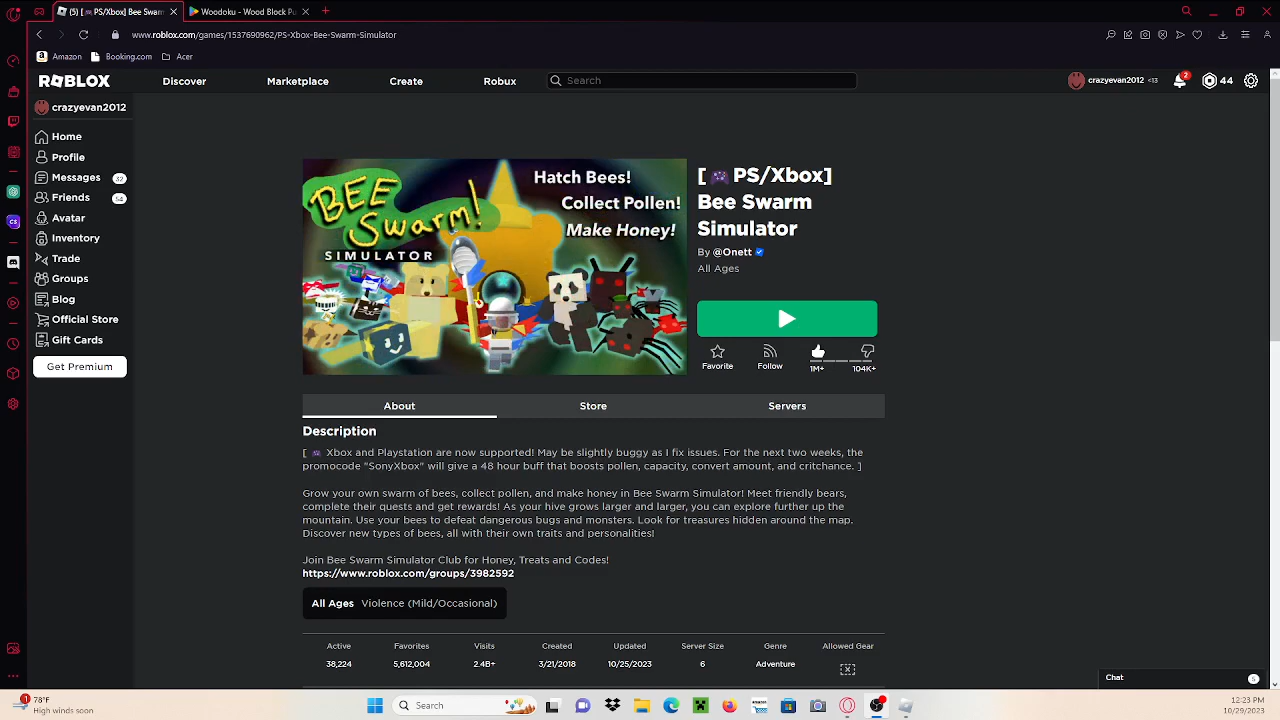 (5) [ PS/Xbox] Bee Swarm
Woodoku - Wood Block Pu
www.roblox.com/games/1537690962/PS-Xbox-Bee-Swarm-Simulator
Amazon
Booking.com
Acer
ROBLOX
Discover
Marketplace
Create
Robux
Search
crazyevan2012 <13
2
44
crazyevan2012
Home
Profile
Messages 32
Friends 54
Avatar
Inventory
Trade
Groups
Blog
Official Store
Gift Cards
Get Premium
BEE
Swarm!
SIMULATOR
Hatch Bees!
Collect Pollen!
Make Honey!
[ 🎮 PS/Xbox]
Bee Swarm
Simulator
By @Onett
All Ages
Favorite
Follow
1M+
104K+
About
Store
Servers
Description
[ 🎮 Xbox and Playstation are now supported! May be slightly buggy as I fix issues. For the next two weeks, the
promocode "SonyXbox" will give a 48 hour buff that boosts pollen, capacity, convert amount, and critchance. ]
Grow your own swarm of bees, collect pollen, and make honey in Bee Swarm Simulator! Meet friendly bears,
complete their quests and get rewards! As your hive grows larger and larger, you can explore further up the
mountain. Use your bees to defeat dangerous bugs and monsters. Look for treasures hidden around the map.
Discover new types of bees, all with their own traits and personalities!
Join Bee Swarm Simulator Club for Honey, Treats and Codes!
https://www.roblox.com/groups/3982592
All Ages Violence (Mild/Occasional)
Active Favorites Visits Created Updated Server Size Genre Allowed Gear
38,224 5,612,004 2.4B+ 3/21/2018 10/25/2023 6 Adventure
Chat 5
1
78°F
High winds soon
Search
12:23 PM
10/29/2023